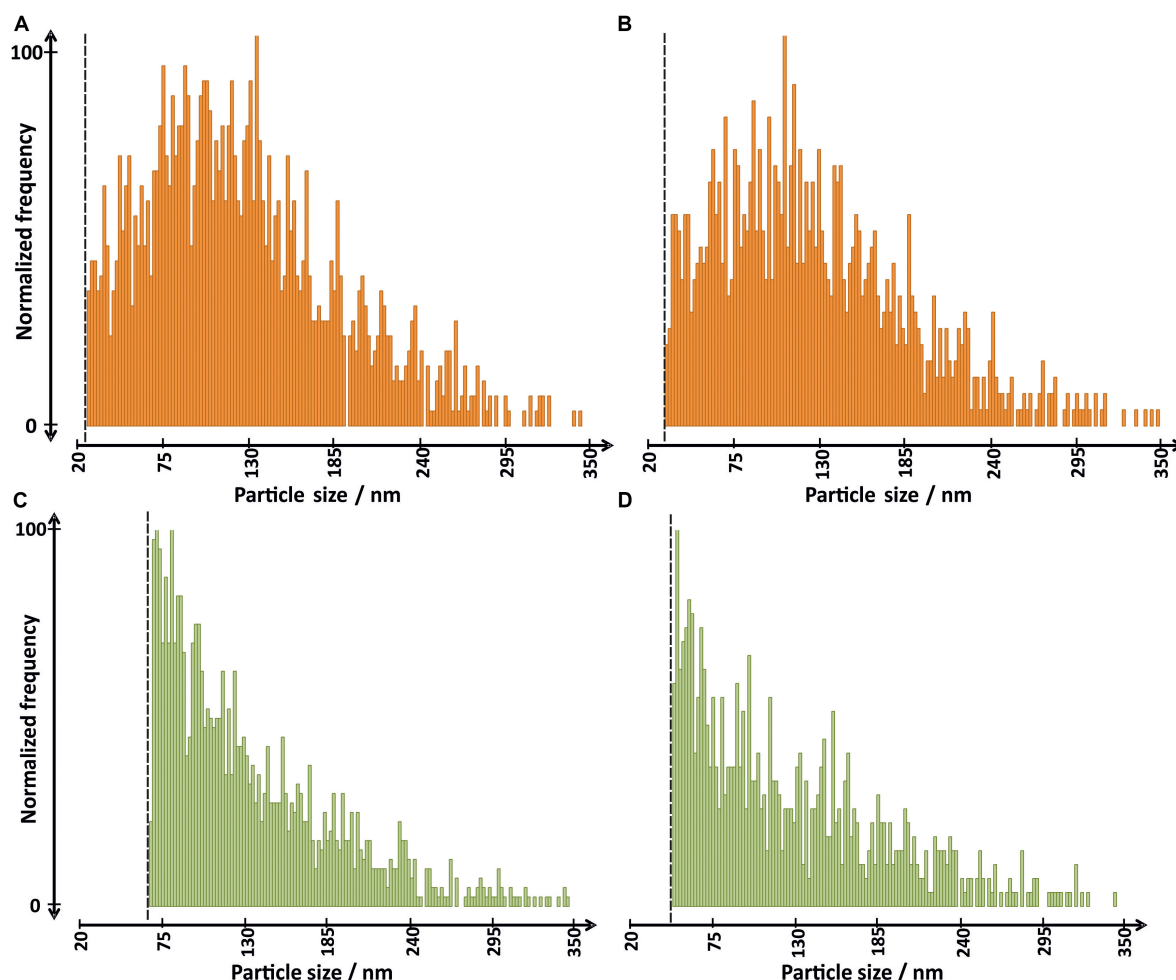 A
B
100
Normalized frequency
0
20 75 130 185 240 295 350
20 75 130 185 240 295 350
Particle size / nm
Particle size / nm
C
D
100
Normalized frequency
0
20 75 130 185 240 295 350
20 75 130 185 240 295 350
Particle size / nm
Particle size / nm